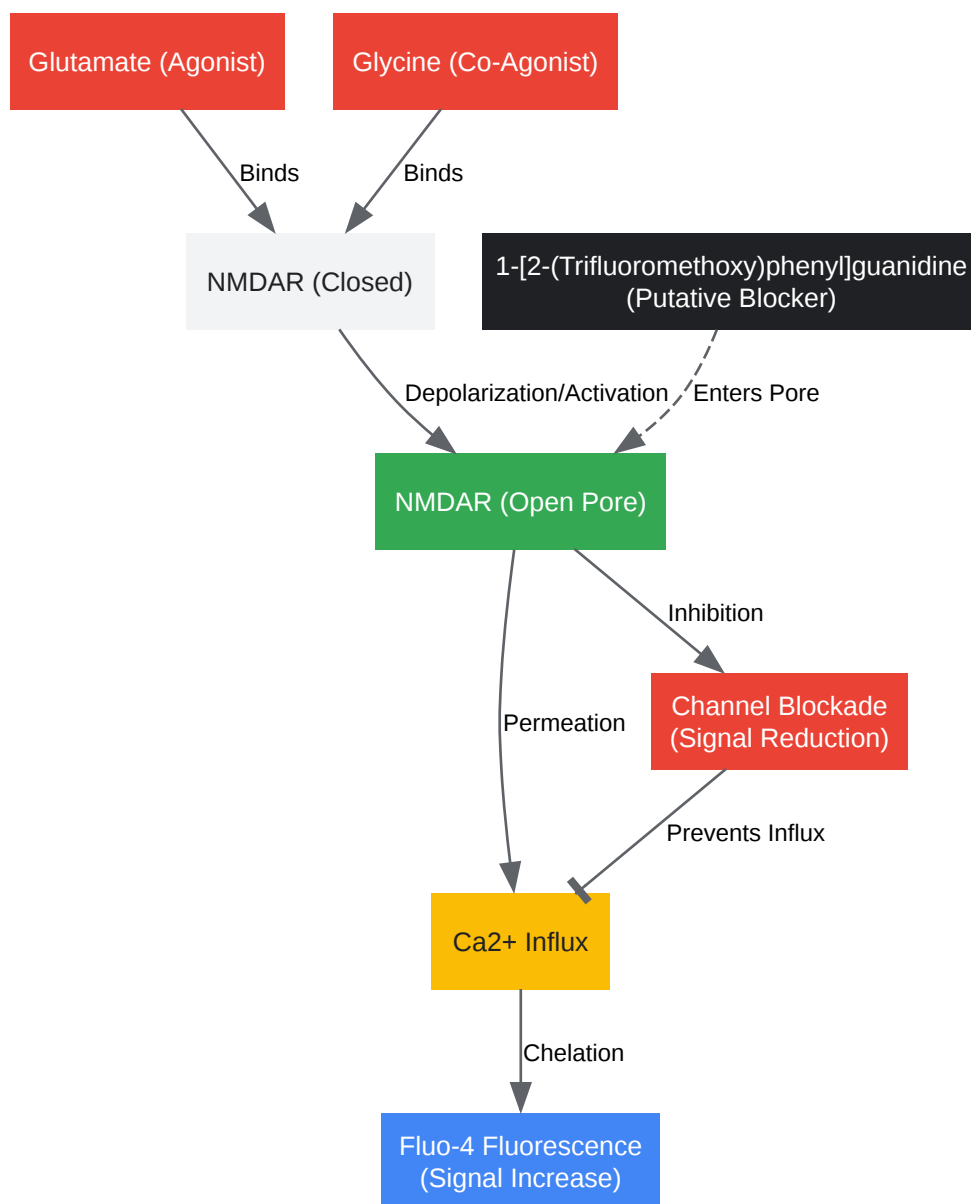 Glutamate (Agonist)
Glycine (Co-Agonist)
Binds
Binds
NMDAR (Closed)
1-[2-(Trifluoromethoxy)phenyl]guanidine
(Putative Blocker)
Depolarization/Activation
Enters Pore
NMDAR (Open Pore)
Inhibition
Permeation
Channel Blockade
(Signal Reduction)
Prevents Influx
Ca2+ Influx
Chelation
Fluo-4 Fluorescence
(Signal Increase)